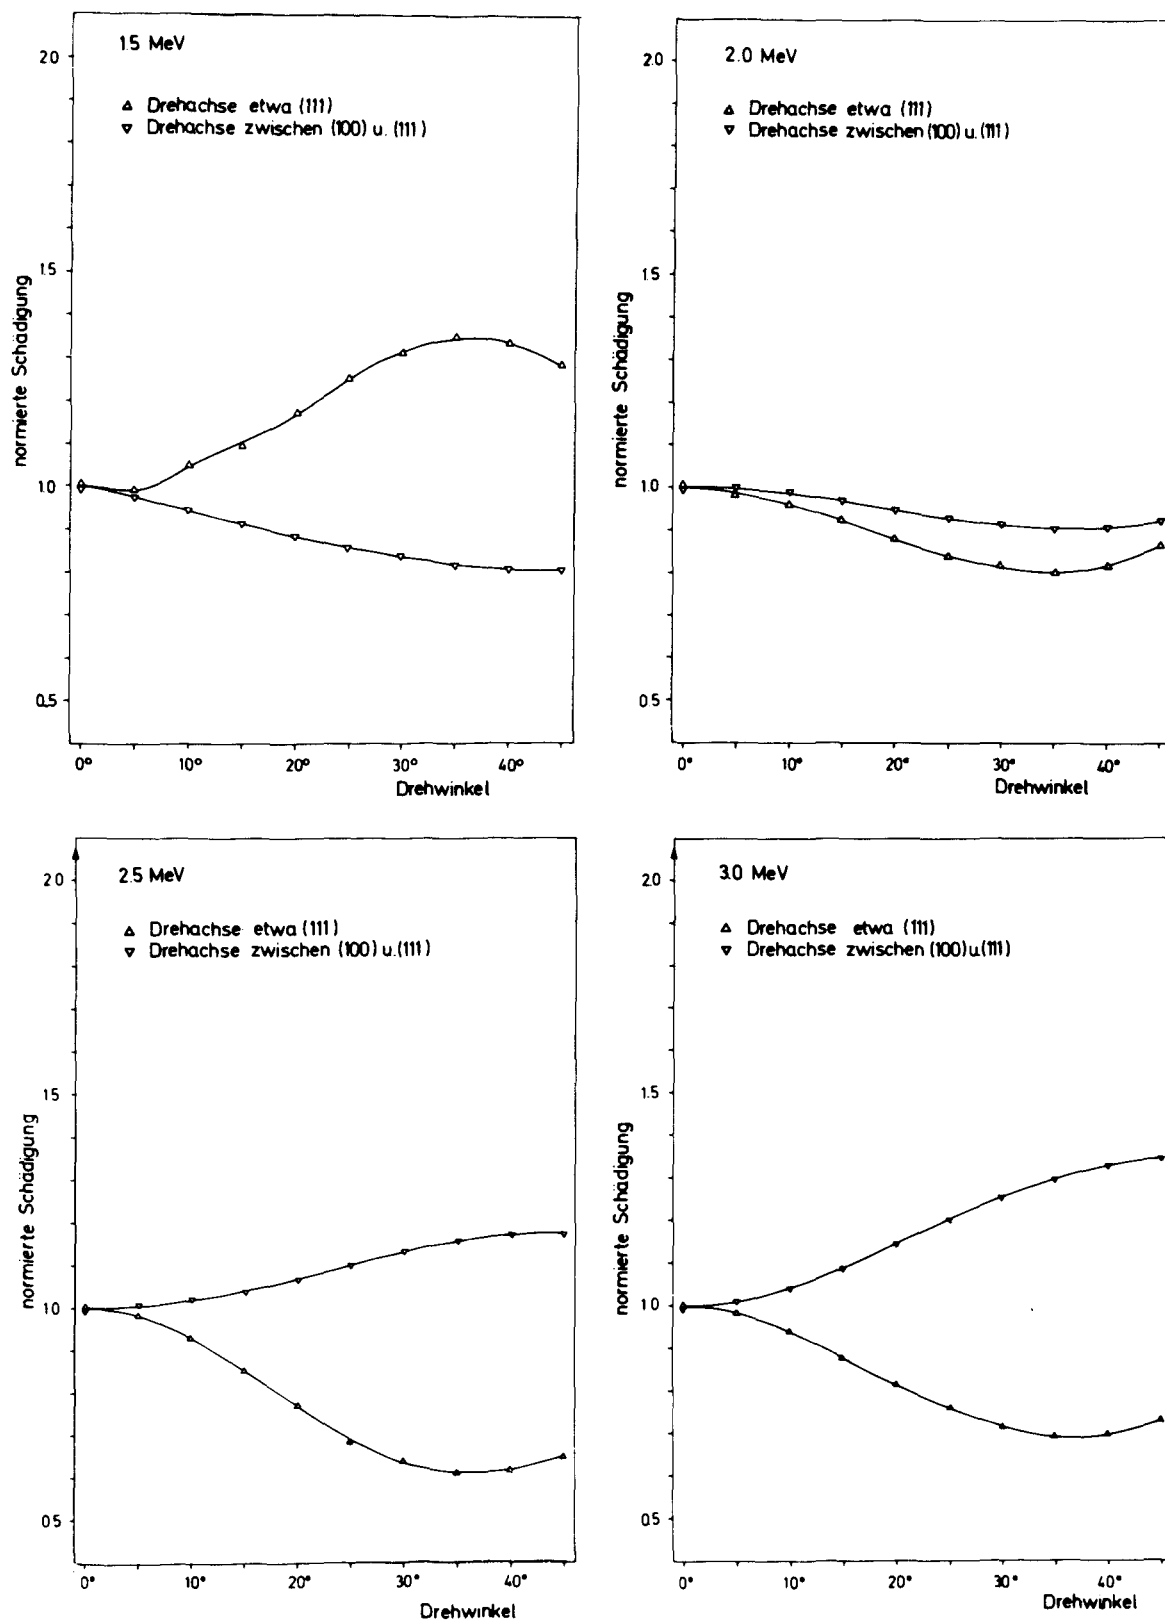 1.5 MeV
△ Drehachse etwa (111)
▽ Drehachse zwischen (100) u. (111)
normierte Schädigung
2.0
1.5
1.0
0.5
0° 10° 20° 30° 40°
Drehwinkel
2.0 MeV
△ Drehachse etwa (111)
▽ Drehachse zwischen (100) u. (111)
normierte Schädigung
2.0
1.5
1.0
0.5
0° 10° 20° 30° 40°
Drehwinkel
2.5 MeV
△ Drehachse etwa (111)
▽ Drehachse zwischen (100) u. (111)
normierte Schädigung
2.0
1.5
1.0
0.5
0° 10° 20° 30° 40°
Drehwinkel
3.0 MeV
△ Drehachse etwa (111)
▽ Drehachse zwischen (100) u. (111)
normierte Schädigung
2.0
1.5
1.0
0.5
0° 10° 20° 30° 40°
Drehwinkel